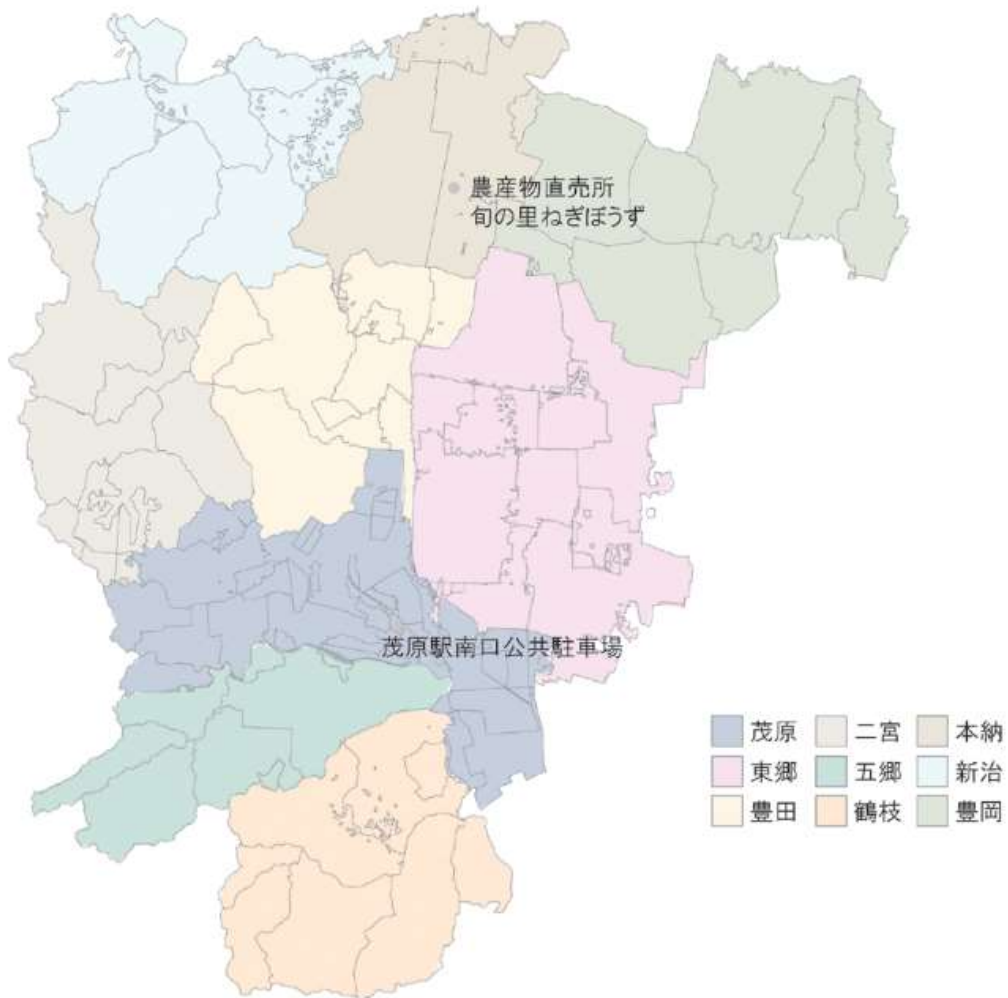 農産物直売所
旬の里ねぎぼうず
茂原駅南口公共駐車場
茂原 二宮 本納
東郷 五郷 新治
豊田 鶴枝 豊岡